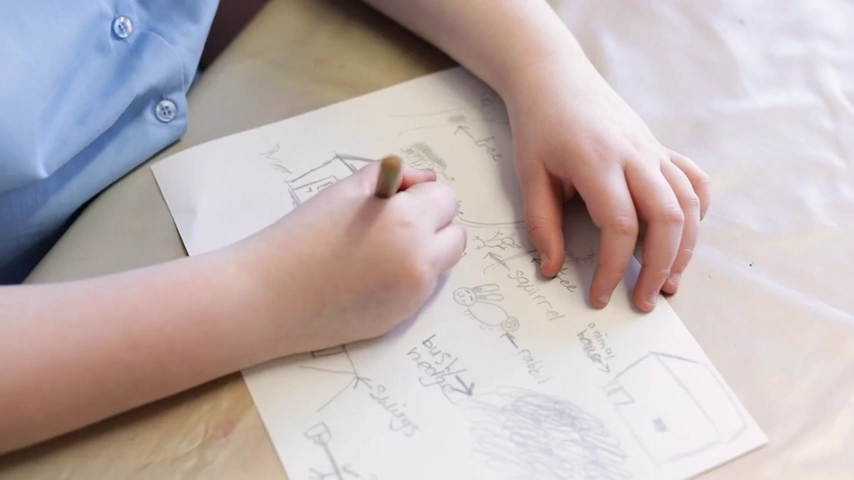 bee
tree
squirrel
rabbit
animal
house
bush
hedge
swings